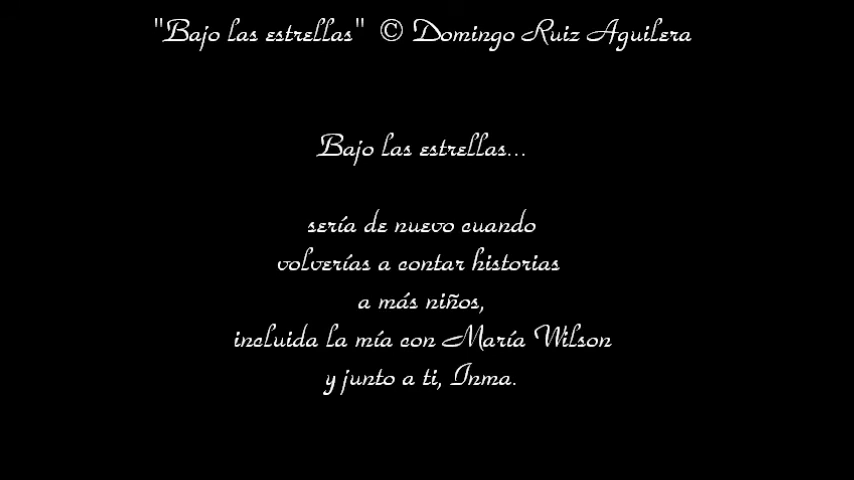 "Bajo las estrellas" © Domingo Ruiz Aguilera
Bajo las estrellas...
sería de nuevo cuando
volverías a contar historias
a más niños,
incluida la mía con María Wilson
y junto a ti, Inma.